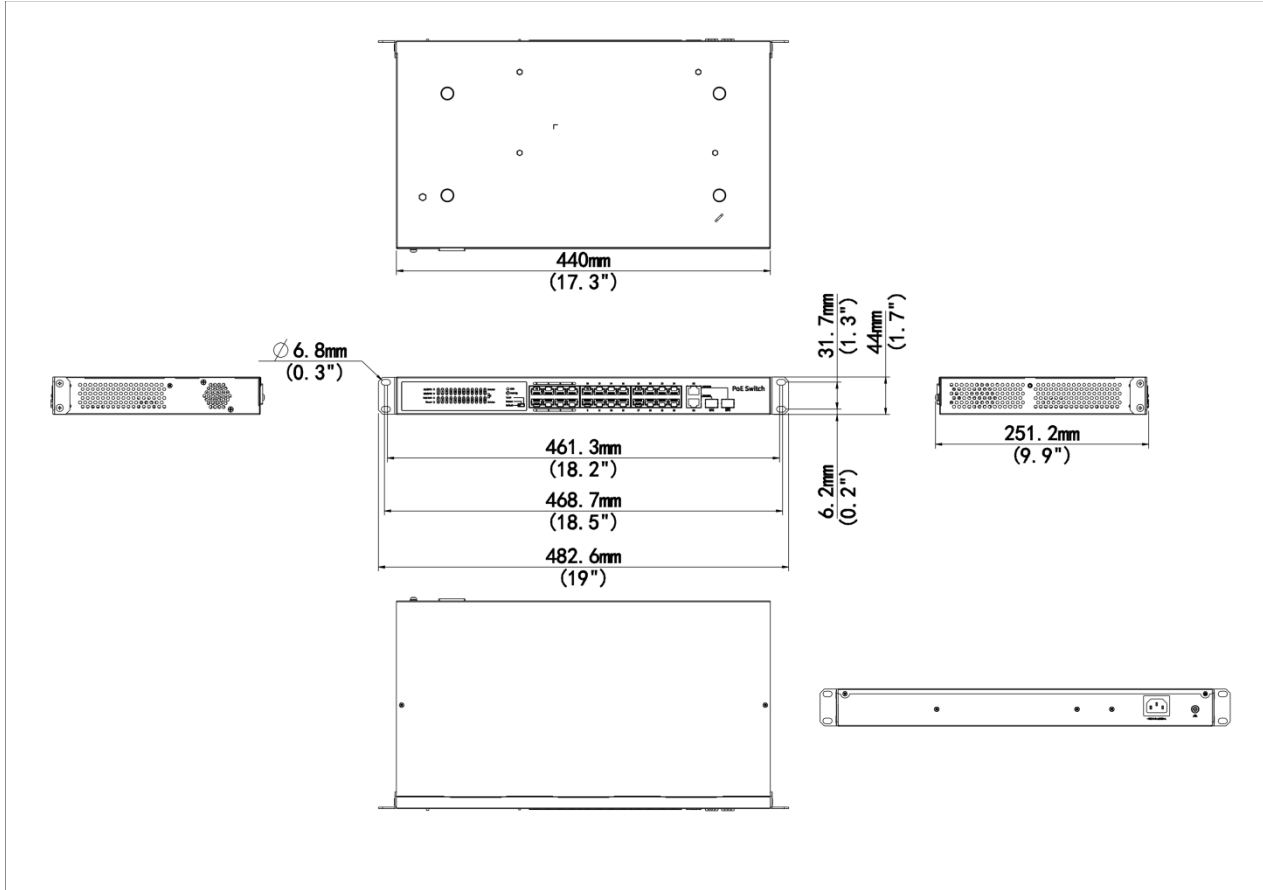 440mm
(17.3")
Ø 6.8mm
(0.3")
31.7mm
(1.3")
44mm
(1.7")
PoE Switch
461.3mm
(18.2")
251.2mm
(9.9")
6.2mm
(0.2")
468.7mm
(18.5")
482.6mm
(19")